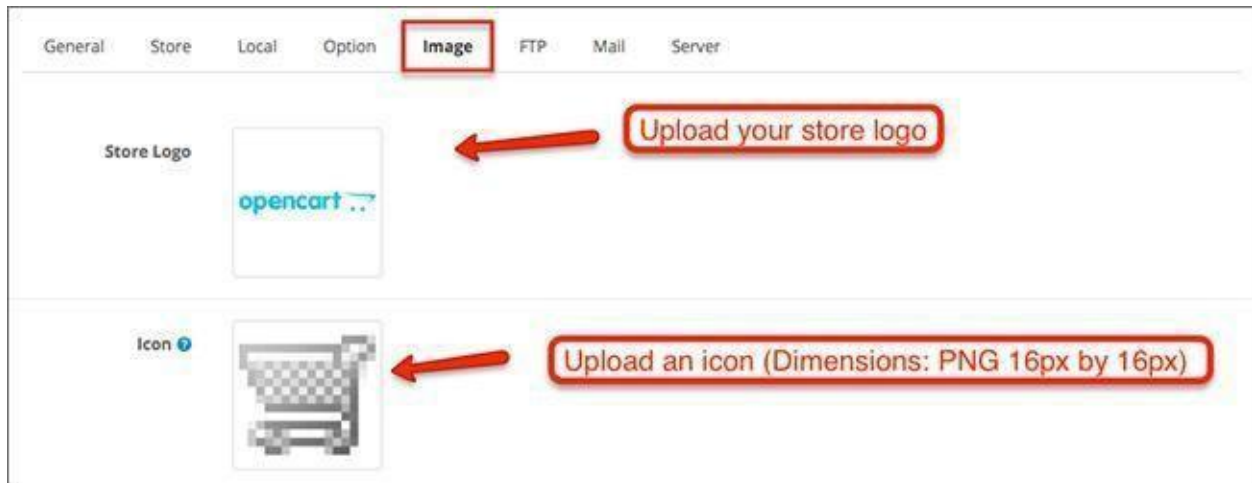 General Store Local Option Image FTP Mail Server
Upload your store logo
Store Logo
opencart
Icon ?
Upload an icon (Dimensions: PNG 16px by 16px)